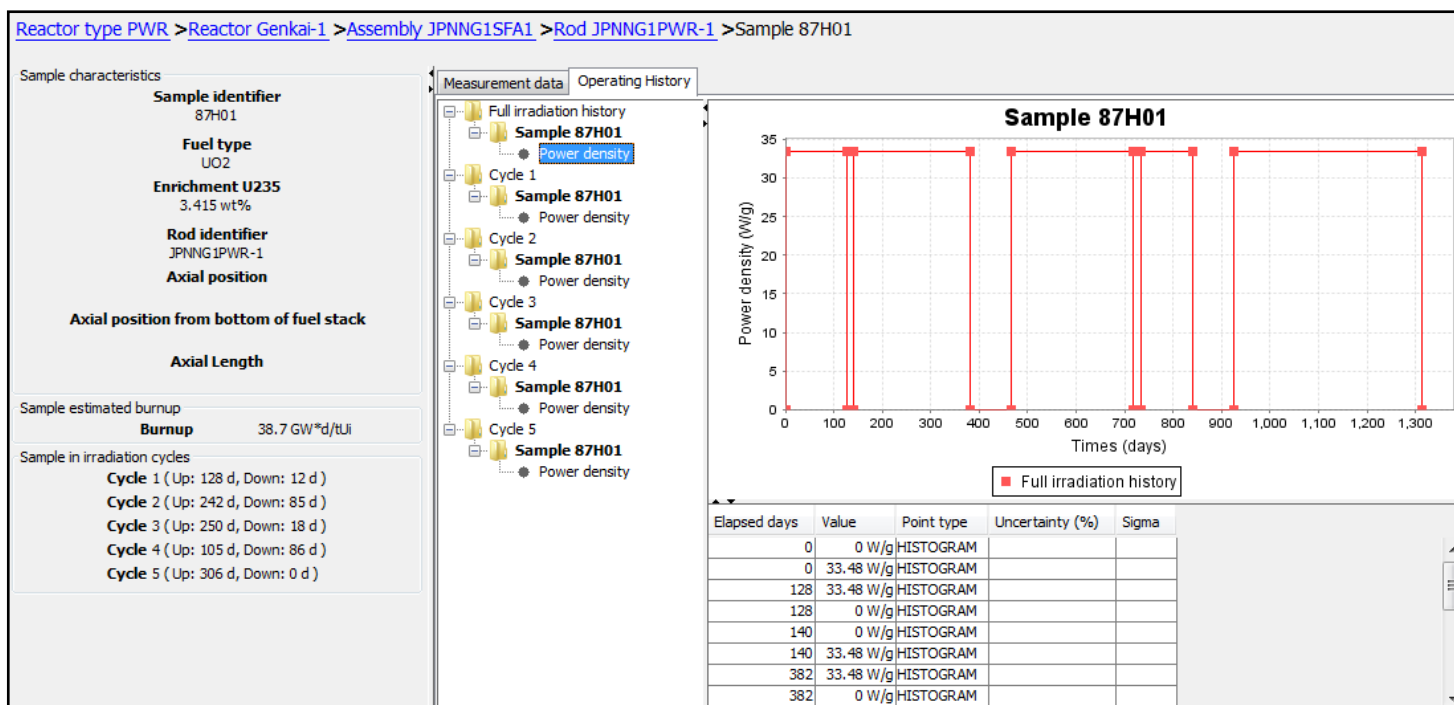 Reactor type PWR >Reactor Genkai-1 >Assembly JPNNG1SFA1 >Rod JPNNG1PWR-1 >Sample 87H01
Sample characteristics
Sample identifier
87H01
Fuel type
UO2
Enrichment U235
3.415 wt%
Rod identifier
JPNNG1PWR-1
Axial position
Axial position from bottom of fuel stack
Axial Length
Sample estimated burnup
Burnup 38.7 GW*d/tUi
Sample in irradiation cycles
Cycle 1 ( Up: 128 d, Down: 12 d )
Cycle 2 ( Up: 242 d, Down: 85 d )
Cycle 3 ( Up: 250 d, Down: 18 d )
Cycle 4 ( Up: 105 d, Down: 86 d )
Cycle 5 ( Up: 306 d, Down: 0 d )
Measurement data Operating History
Full irradiation history
Sample 87H01
Power density
Cycle 1
Sample 87H01
Power density
Cycle 2
Sample 87H01
Power density
Cycle 3
Sample 87H01
Power density
Cycle 4
Sample 87H01
Power density
Cycle 5
Sample 87H01
Power density
Sample 87H01
Power density (W/g)
35
30
25
20
15
10
5
0
0 100 200 300 400 500 600 700 800 900 1,000 1,100 1,200 1,300
Times (days)
Full irradiation history
Elapsed days Value Point type Uncertainty (%) Sigma
0 0 W/g HISTOGRAM
0 33.48 W/g HISTOGRAM
128 33.48 W/g HISTOGRAM
128 0 W/g HISTOGRAM
140 0 W/g HISTOGRAM
140 33.48 W/g HISTOGRAM
382 33.48 W/g HISTOGRAM
382 0 W/g HISTOGRAM